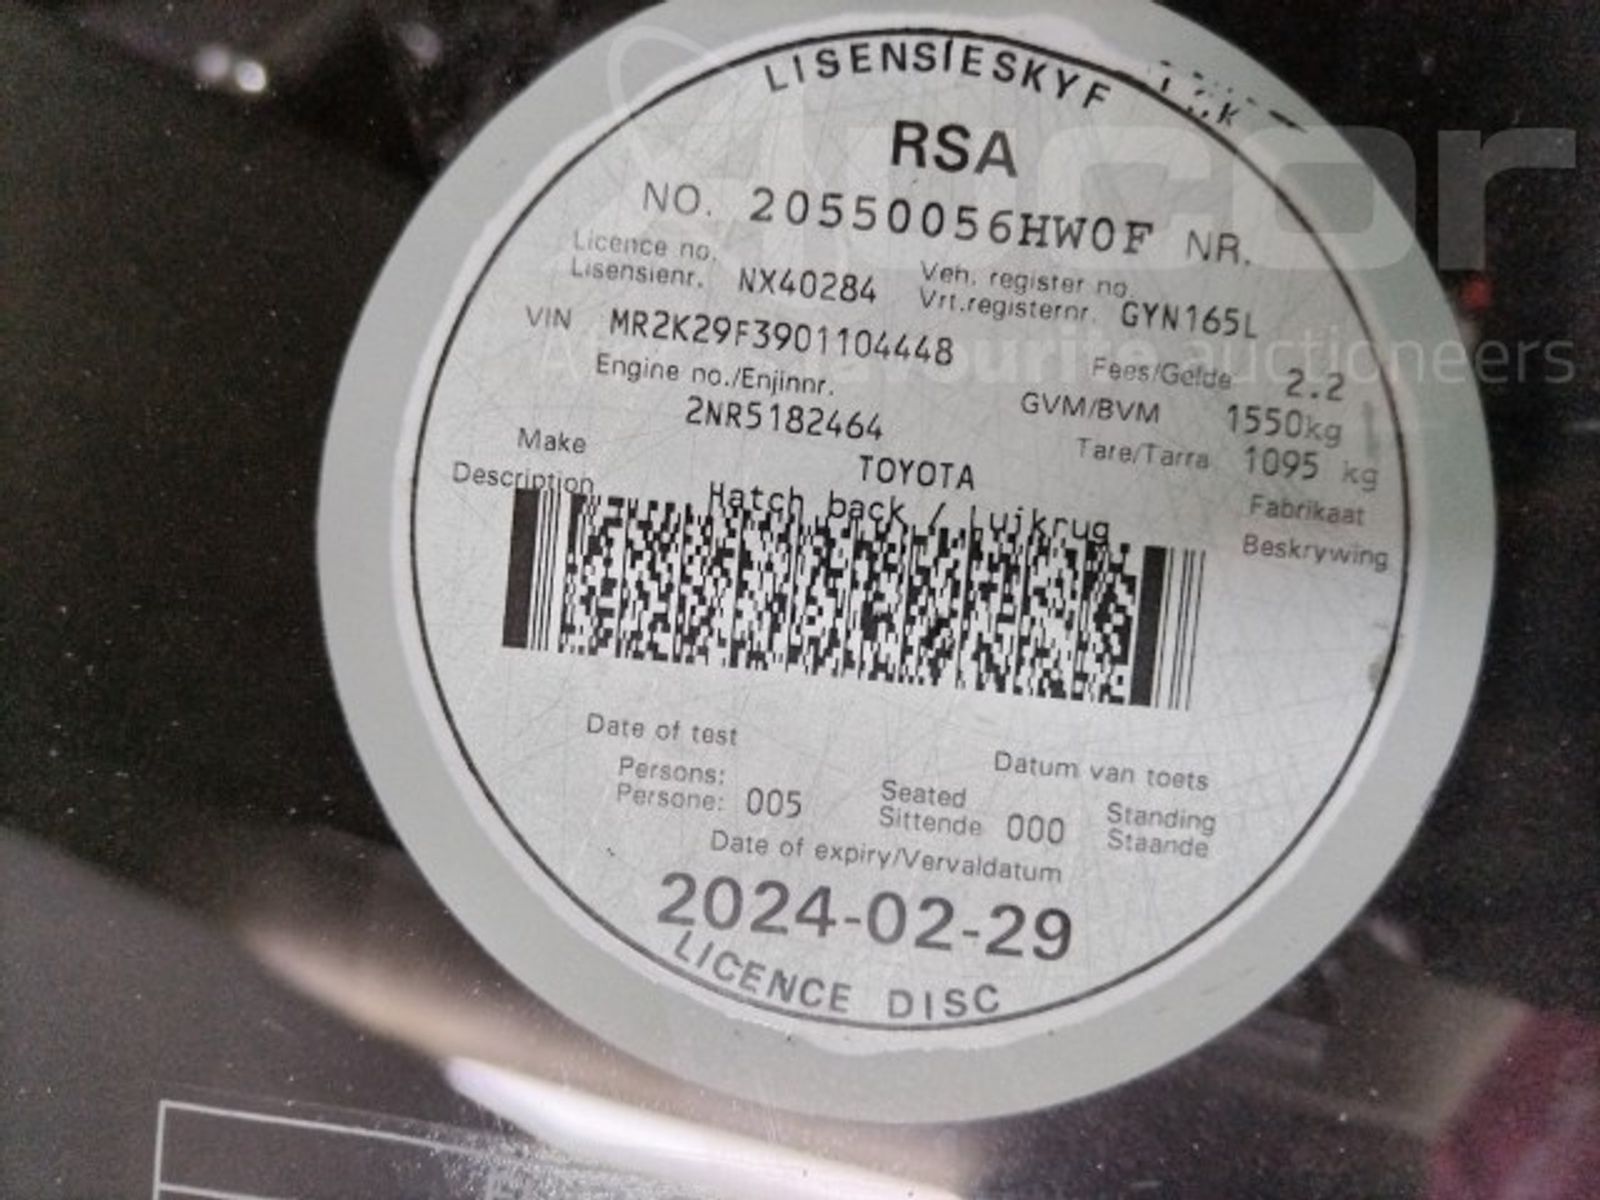 LISENSIESKYF
RSA
NO. 20550056HW0F NR.
Licence no.
Lisensienr. NX40284
Veh. register no.
Vrt.registernr. GYN165L
VIN MR2K29F3901104448
Engine no./Enjinnr.
2NR5182464
Fees/Gelde 2.2
GVM/BVM 1550kg
Tare/Tarra 1095 kg
Make TOYOTA Fabrikaat
Description Hatch back / Luikrug Beskrywing
Date of test Datum van toets
Persons:
Persone: 005
Seated
Sittende 000
Standing
Staande
Date of expiry/Vervaldatum
2024-02-29
LICENCE DISC